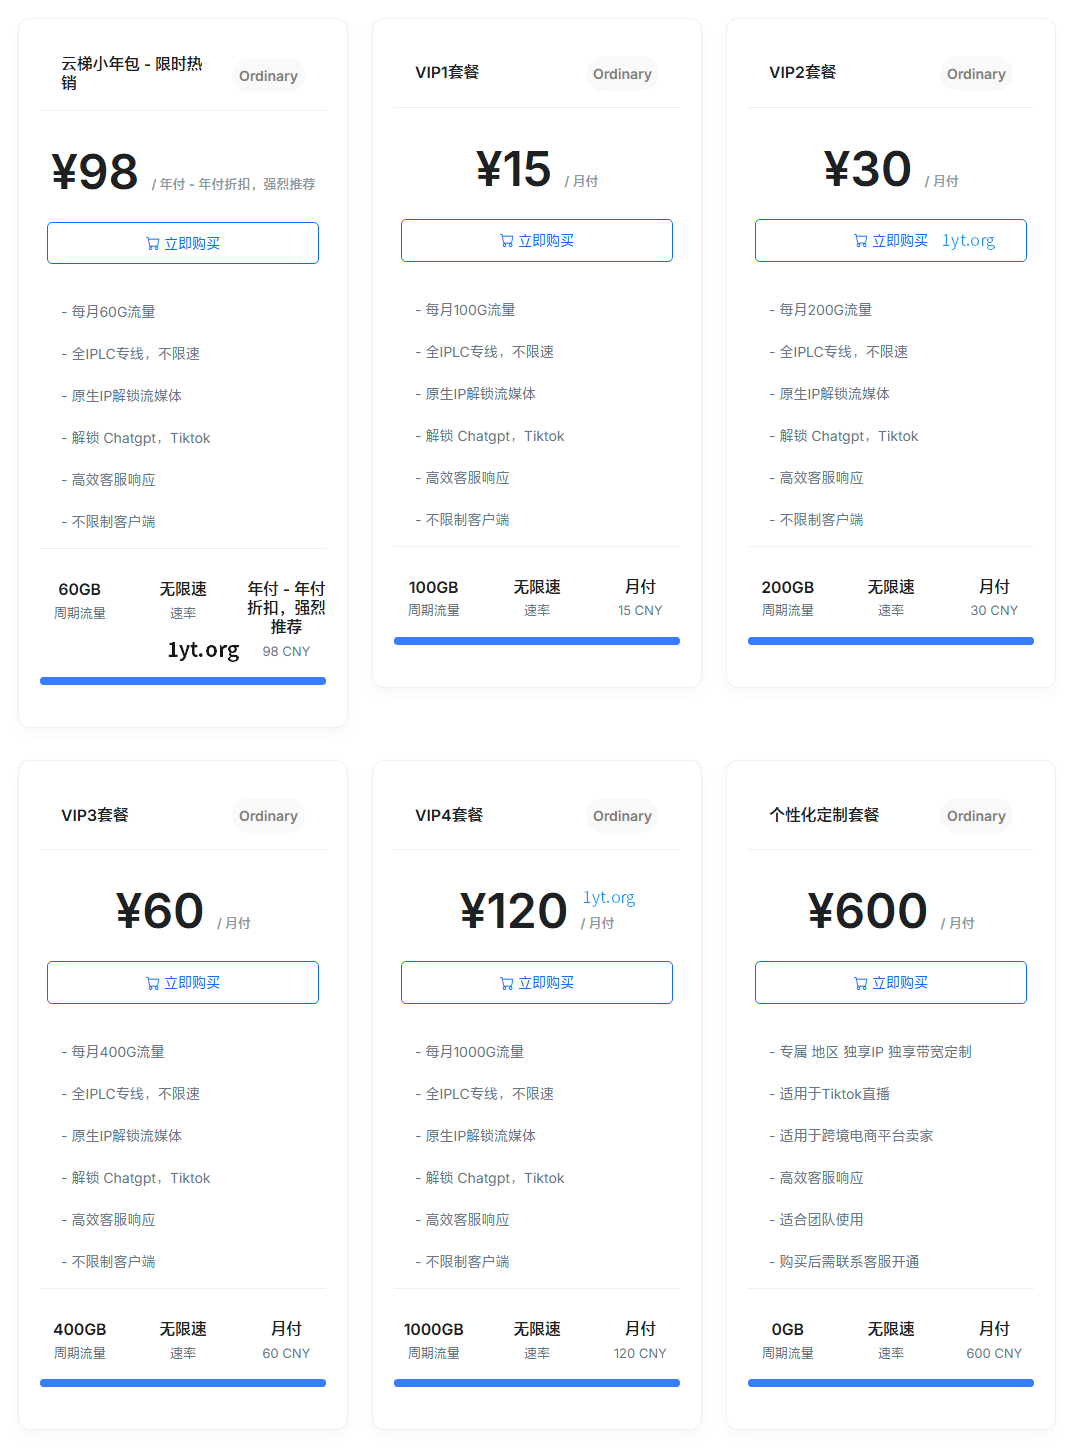 云梯小年包 - 限时热
销
Ordinary
¥98 / 年付 - 年付折扣，强烈推荐
立即购买
- 每月60G流量
- 全IPLC专线，不限速
- 原生IP解锁流媒体
- 解锁 Chatgpt，Tiktok
- 高效客服响应
- 不限制客户端
60GB
周期流量
无限速
速率
年付 - 年付
折扣，强烈
推荐
98 CNY
1yt.org
VIP1套餐
Ordinary
¥15 / 月付
立即购买
- 每月100G流量
- 全IPLC专线，不限速
- 原生IP解锁流媒体
- 解锁 Chatgpt，Tiktok
- 高效客服响应
- 不限制客户端
100GB
周期流量
无限速
速率
月付
15 CNY
VIP2套餐
Ordinary
¥30 / 月付
立即购买 1yt.org
- 每月200G流量
- 全IPLC专线，不限速
- 原生IP解锁流媒体
- 解锁 Chatgpt，Tiktok
- 高效客服响应
- 不限制客户端
200GB
周期流量
无限速
速率
月付
30 CNY
VIP3套餐
Ordinary
¥60 / 月付
立即购买
- 每月400G流量
- 全IPLC专线，不限速
- 原生IP解锁流媒体
- 解锁 Chatgpt，Tiktok
- 高效客服响应
- 不限制客户端
400GB
周期流量
无限速
速率
月付
60 CNY
VIP4套餐
Ordinary
1yt.org
¥120 / 月付
立即购买
- 每月1000G流量
- 全IPLC专线，不限速
- 原生IP解锁流媒体
- 解锁 Chatgpt，Tiktok
- 高效客服响应
- 不限制客户端
1000GB
周期流量
无限速
速率
月付
120 CNY
个性化定制套餐
Ordinary
¥600 / 月付
立即购买
- 专属 地区 独享IP 独享带宽定制
- 适用于Tiktok直播
- 适用于跨境电商平台卖家
- 高效客服响应
- 适合团队使用
- 购买后需联系客服开通
0GB
周期流量
无限速
速率
月付
600 CNY